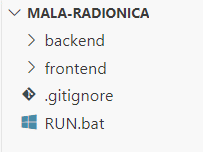 MALA-RADIONICA
backend
frontend
.gitignore
RUN.bat